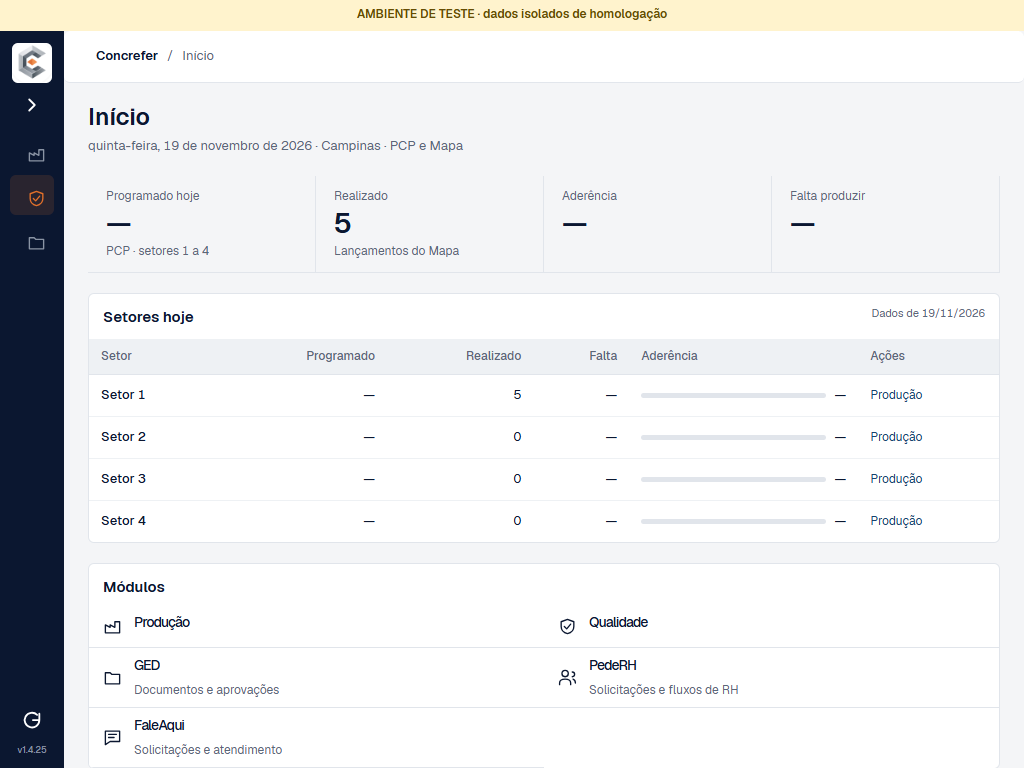 AMBIENTE DE TESTE · dados isolados de homologação
Concrefer / Início
Início
quinta-feira, 19 de novembro de 2026 · Campinas · PCP e Mapa
Programado hoje
—
PCP · setores 1 a 4
Realizado
5
Lançamentos do Mapa
Aderência
—
Falta produzir
—
Setores hoje
Dados de 19/11/2026
Setor Programado Realizado Falta Aderência Ações
Setor 1 — 5 — — Produção
Setor 2 — 0 — — Produção
Setor 3 — 0 — — Produção
Setor 4 — 0 — — Produção
Módulos
Produção
Qualidade
GED
Documentos e aprovações
PedeRH
Solicitações e fluxos de RH
FaleAqui
Solicitações e atendimento
v1.4.25